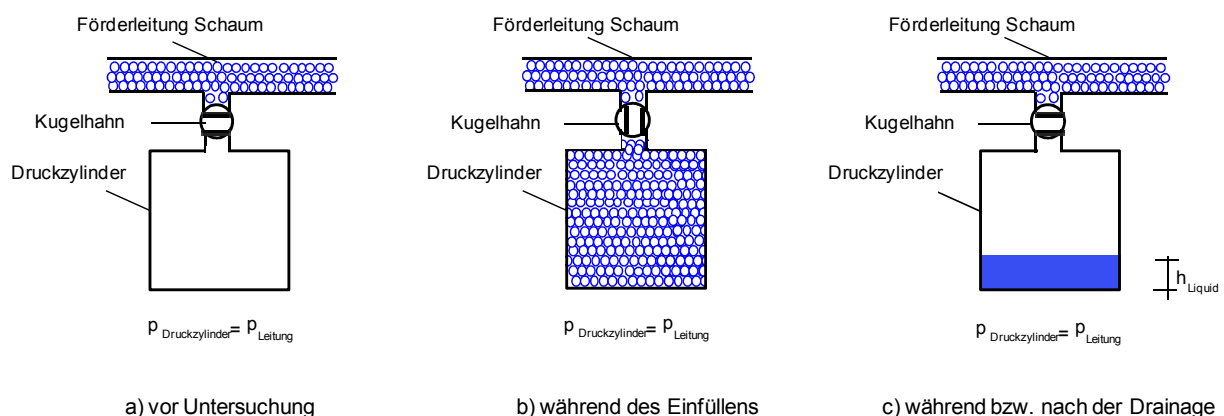 Förderleitung Schaum
Kugelhahn
Druckzylinder
p Druckzylinder= p Leitung
a) vor Untersuchung
Förderleitung Schaum
Kugelhahn
Druckzylinder
p Druckzylinder= p Leitung
b) während des Einfüllens
Förderleitung Schaum
Kugelhahn
Druckzylinder
h Liquid
p Druckzylinder= p Leitung
c) während bzw. nach der Drainage